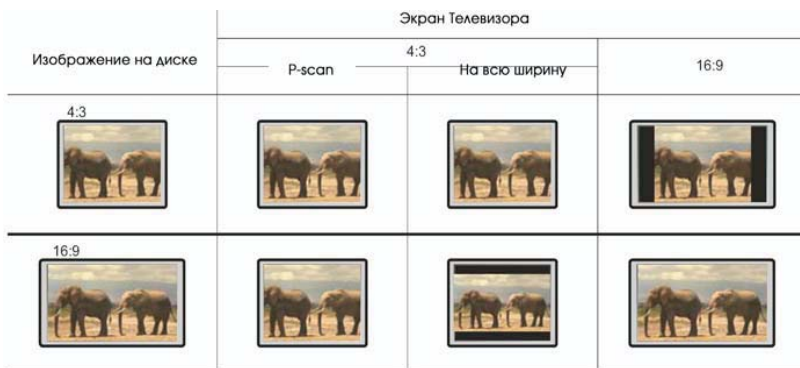 Экран Телевизора
Изображение на диске
4:3
16:9
P-scan
На всю ширину
4:3
16:9